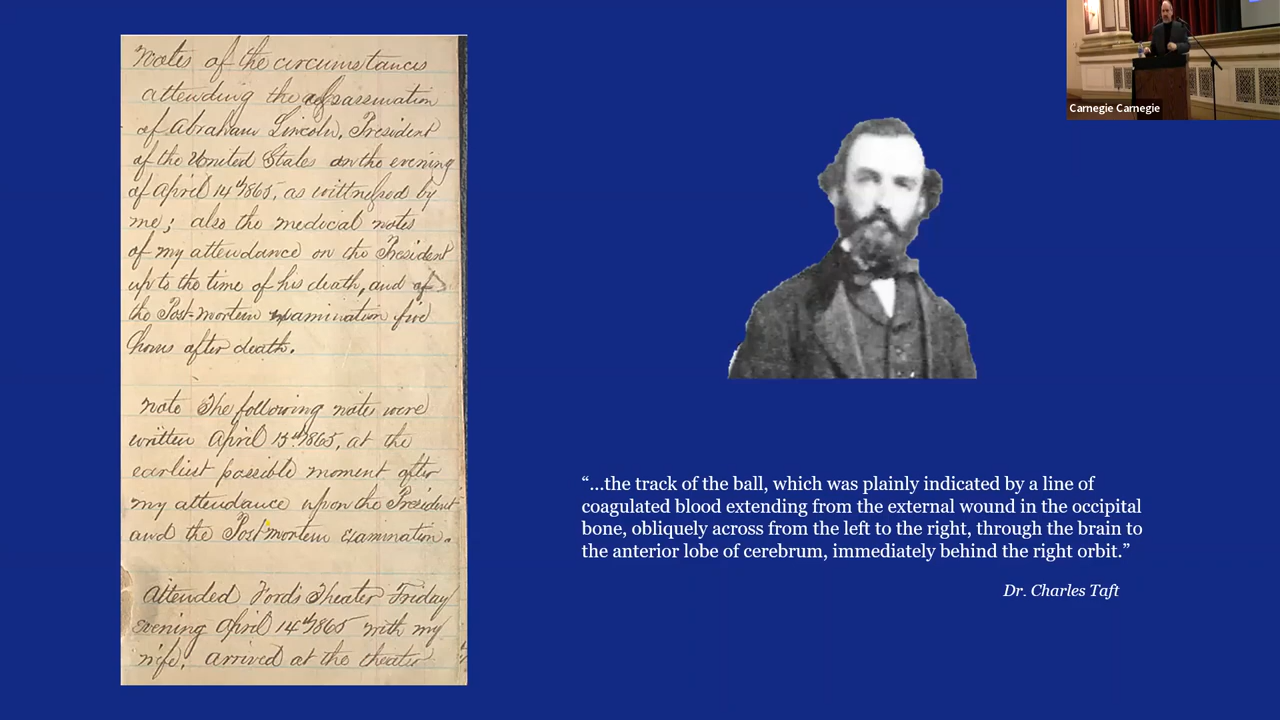 Notes of the circumstances
attending the assassination
of Abraham Lincoln, President
of the United States on the evening
of April 14th 1865, as wittnessed by
me; also the medical notes
of my attendance on the President
up to the time of his death, and of
the Post-mortem examination five
hours after death.
Note The following notes were
written April 15th 1865, at the
earliest possible moment after
my attendance upon the President
and the Post mortem Examination.
Attended Fords Theater Friday
evening April 14th 1865 with my
wife, arrived at the theatre
“...the track of the ball, which was plainly indicated by a line of
coagulated blood extending from the external wound in the occipital
bone, obliquely across from the left to the right, through the brain to
the anterior lobe of cerebrum, immediately behind the right orbit.”
Dr. Charles Taft
Carnegie Carnegie